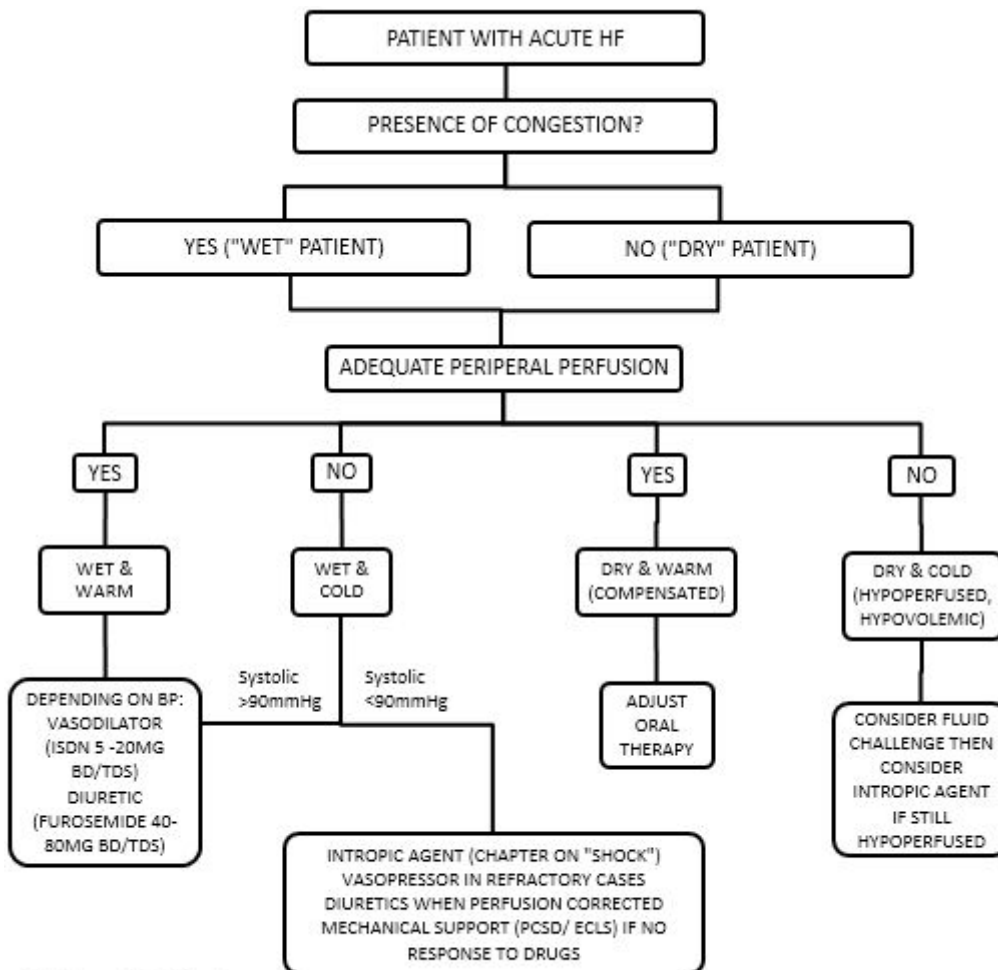 PATIENT WITH ACUTE HF
PRESENCE OF CONGESTION?
YES ("WET" PATIENT)
NO ("DRY" PATIENT)
ADEQUATE PERIPERAL PERFUSION
YES
NO
YES
NO
WET &
WARM
WET &
COLD
DRY & WARM
(COMPENSATED)
DRY & COLD
(HYPOPERFUSED,
HYPOVOLEMIC)
Systolic
>90mmHg
Systolic
<90mmHg
DEPENDING ON BP:
VASODILATOR
(ISDN 5 -20MG
BD/TDS)
DIURETIC
(FUROSEMIDE 40-
80MG BD/TDS)
ADJUST
ORAL
THERAPY
CONSIDER FLUID
CHALLENGE THEN
CONSIDER
INTROPIC AGENT
IF STILL
HYPOPERFUSED
INTROPIC AGENT (CHAPTER ON "SHOCK")
VASOPRESSOR IN REFRACTORY CASES
DIURETICS WHEN PERFUSION CORRECTED
MECHANICAL SUPPORT (PCSD/ ECLS) IF NO
RESPONSE TO DRUGS